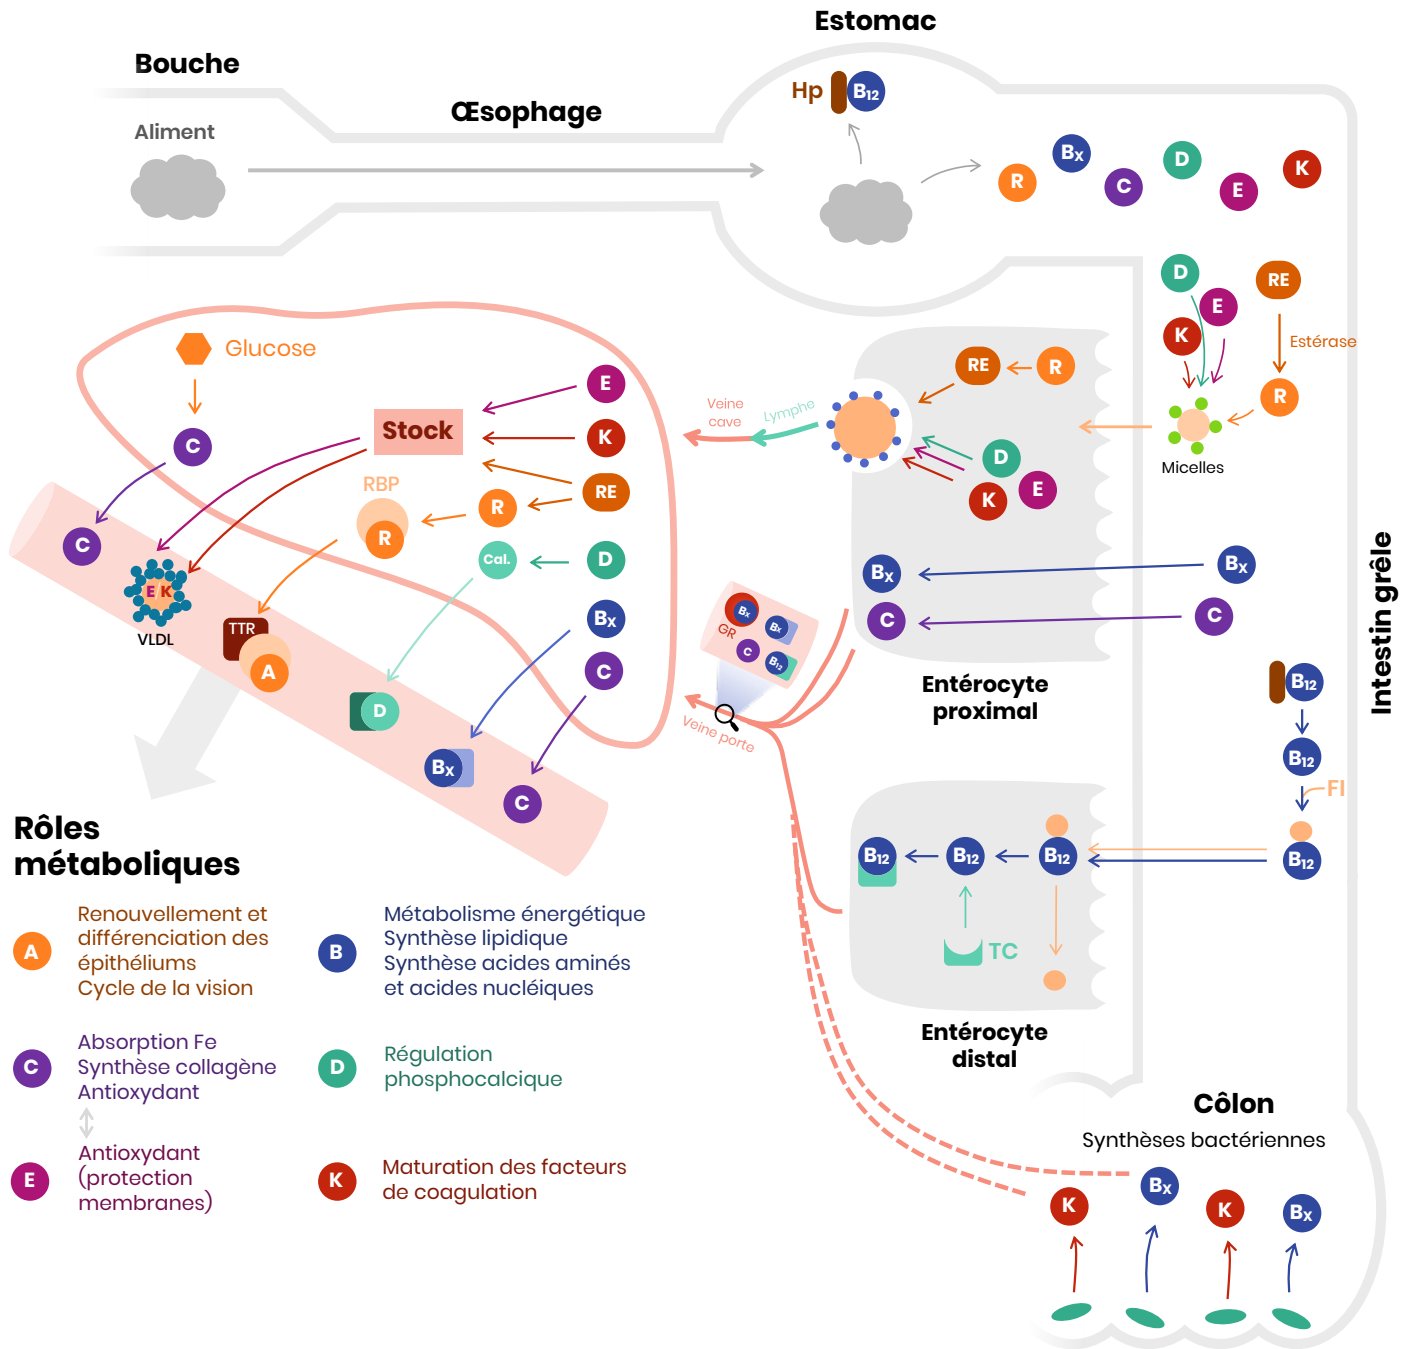 Estomac
Bouche
Œsophage
Aliment
Hp
B12
R
Bx
C
D
E
K
D
E
K
RE
Estérase
R
Micelles
Glucose
C
E
K
RE
Stock
RBP
R
R
Cal.
D
Bx
C
Veine
cave
Lymphe
RE
R
D
K
E
Bx
C
Bx
C
Intestin grêle
C
E K
VLDL
TTR
A
D
Bx
C
Bx
GR
Bx
C
B12
Veine porte
Entérocyte
proximal
B12
B12
FI
B12
B12
B12
B12
TC
Entérocyte
distal
Rôles
métaboliques
A
Renouvellement et
différenciation des
épithéliums
Cycle de la vision
B
Métabolisme énergétique
Synthèse lipidique
Synthèse acides aminés
et acides nucléiques
C
Absorption Fe
Synthèse collagène
Antioxydant
D
Régulation
phosphocalcique
E
Antioxydant
(protection
membranes)
K
Maturation des facteurs
de coagulation
Côlon
Synthèses bactériennes
K
Bx
K
Bx